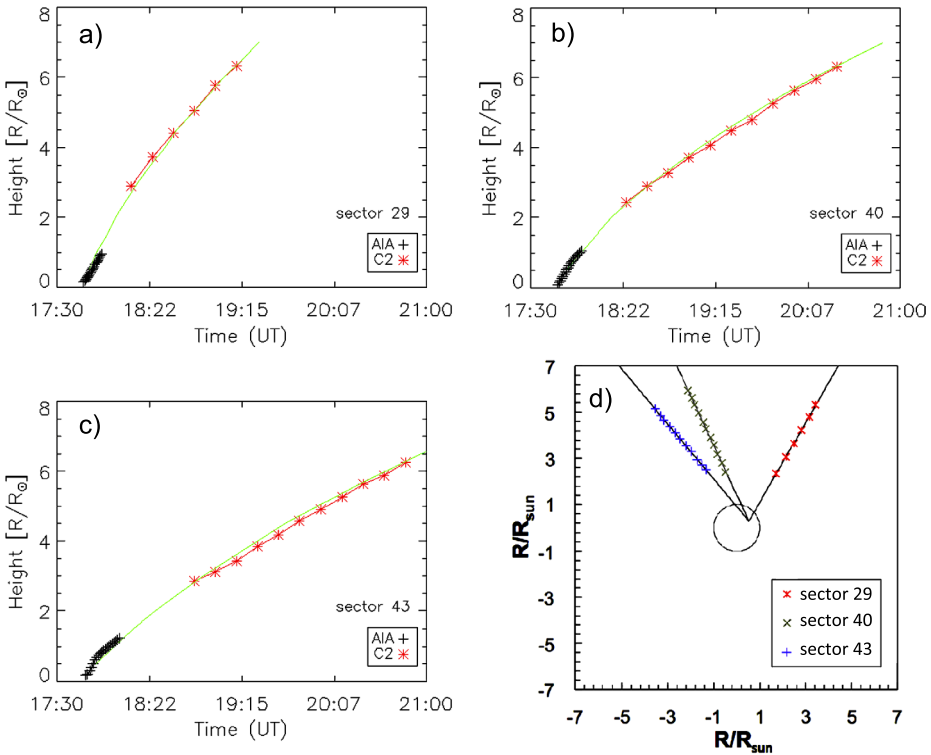 a)
8
6
4
2
0
Height [R/R⊙]
sector 29
AIA +
C2 ✳
17:30 18:22 19:15 20:07 21:00
Time (UT)
b)
8
6
4
2
0
Height [R/R⊙]
sector 40
AIA +
C2 ✳
17:30 18:22 19:15 20:07 21:00
Time (UT)
c)
8
6
4
2
0
Height [R/R⊙]
sector 43
AIA +
C2 ✳
17:30 18:22 19:15 20:07 21:00
Time (UT)
d)
7
5
3
1
-1
-3
-5
-7
R/Rsun
sector 29
sector 40
sector 43
-7 -5 -3 -1 1 3 5 7
R/Rsun